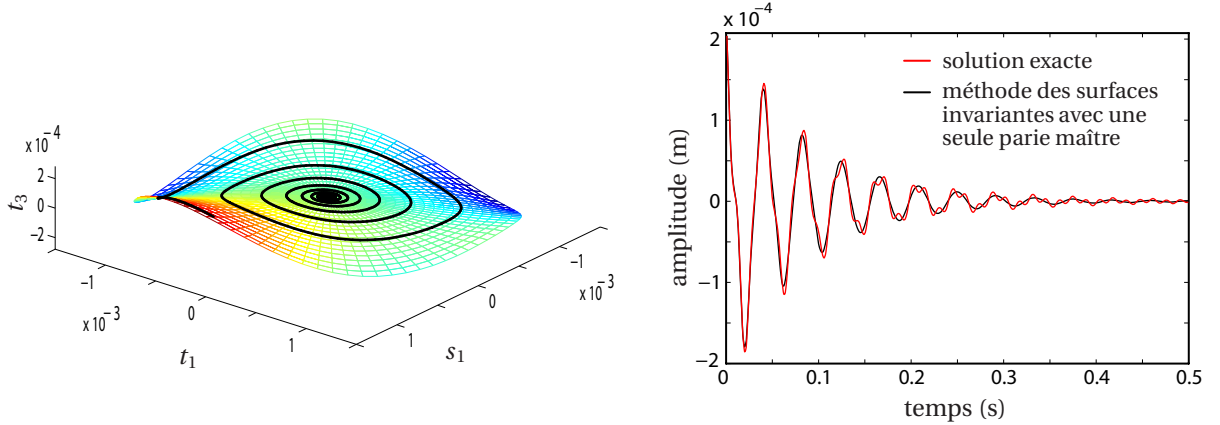 x 10⁻⁴
2
0
−2
t₃
−1
0
1
x 10⁻³
t₁
1
0
−1
x 10⁻³
s₁
x 10⁻⁴
2
1
0
−1
−2
amplitude (m)
solution exacte
méthode des surfaces
invariantes avec une
seule parie maître
0
0.1
0.2
0.3
0.4
0.5
temps (s)